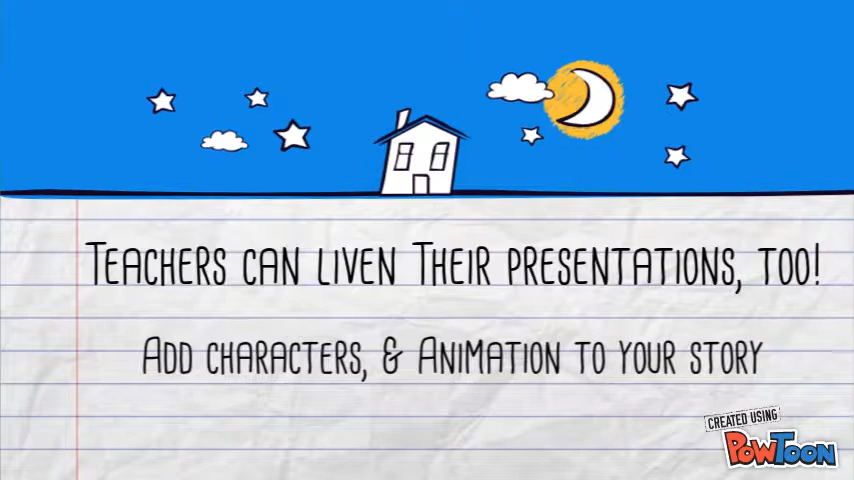 Teachers can liven Their presentations, too!
Add characters, & Animation to your story
CREATED USING
PowToon